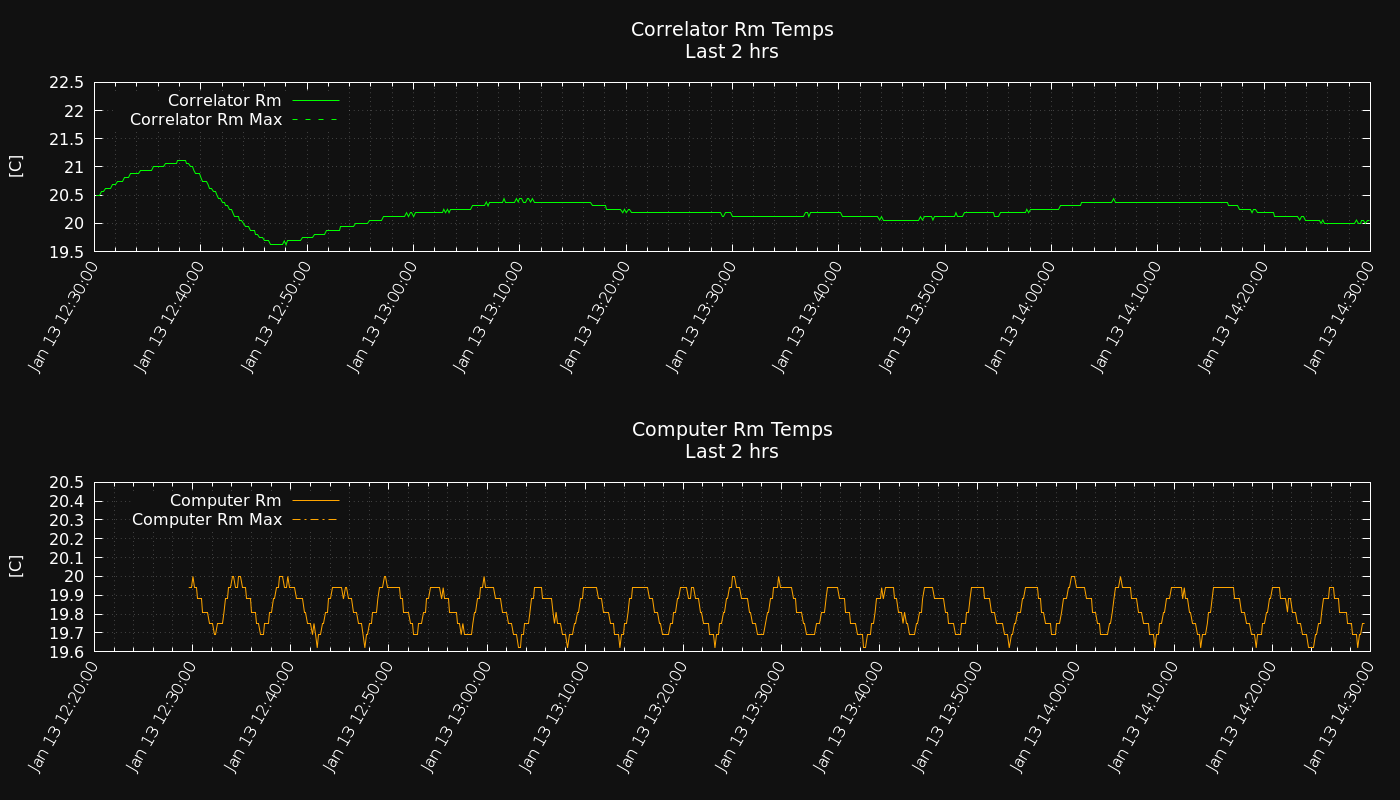 Correlator Rm Temps
Last 2 hrs
22.5
22
21.5
21
20.5
20
19.5
[C]
Correlator Rm
Correlator Rm Max
Jan 13 12:30:00
Jan 13 12:40:00
Jan 13 12:50:00
Jan 13 13:00:00
Jan 13 13:10:00
Jan 13 13:20:00
Jan 13 13:30:00
Jan 13 13:40:00
Jan 13 13:50:00
Jan 13 14:00:00
Jan 13 14:10:00
Jan 13 14:20:00
Jan 13 14:30:00
Computer Rm Temps
Last 2 hrs
20.5
20.4
20.3
20.2
20.1
20
19.9
19.8
19.7
19.6
[C]
Computer Rm
Computer Rm Max
Jan 13 12:20:00
Jan 13 12:30:00
Jan 13 12:40:00
Jan 13 12:50:00
Jan 13 13:00:00
Jan 13 13:10:00
Jan 13 13:20:00
Jan 13 13:30:00
Jan 13 13:40:00
Jan 13 13:50:00
Jan 13 14:00:00
Jan 13 14:10:00
Jan 13 14:20:00
Jan 13 14:30:00